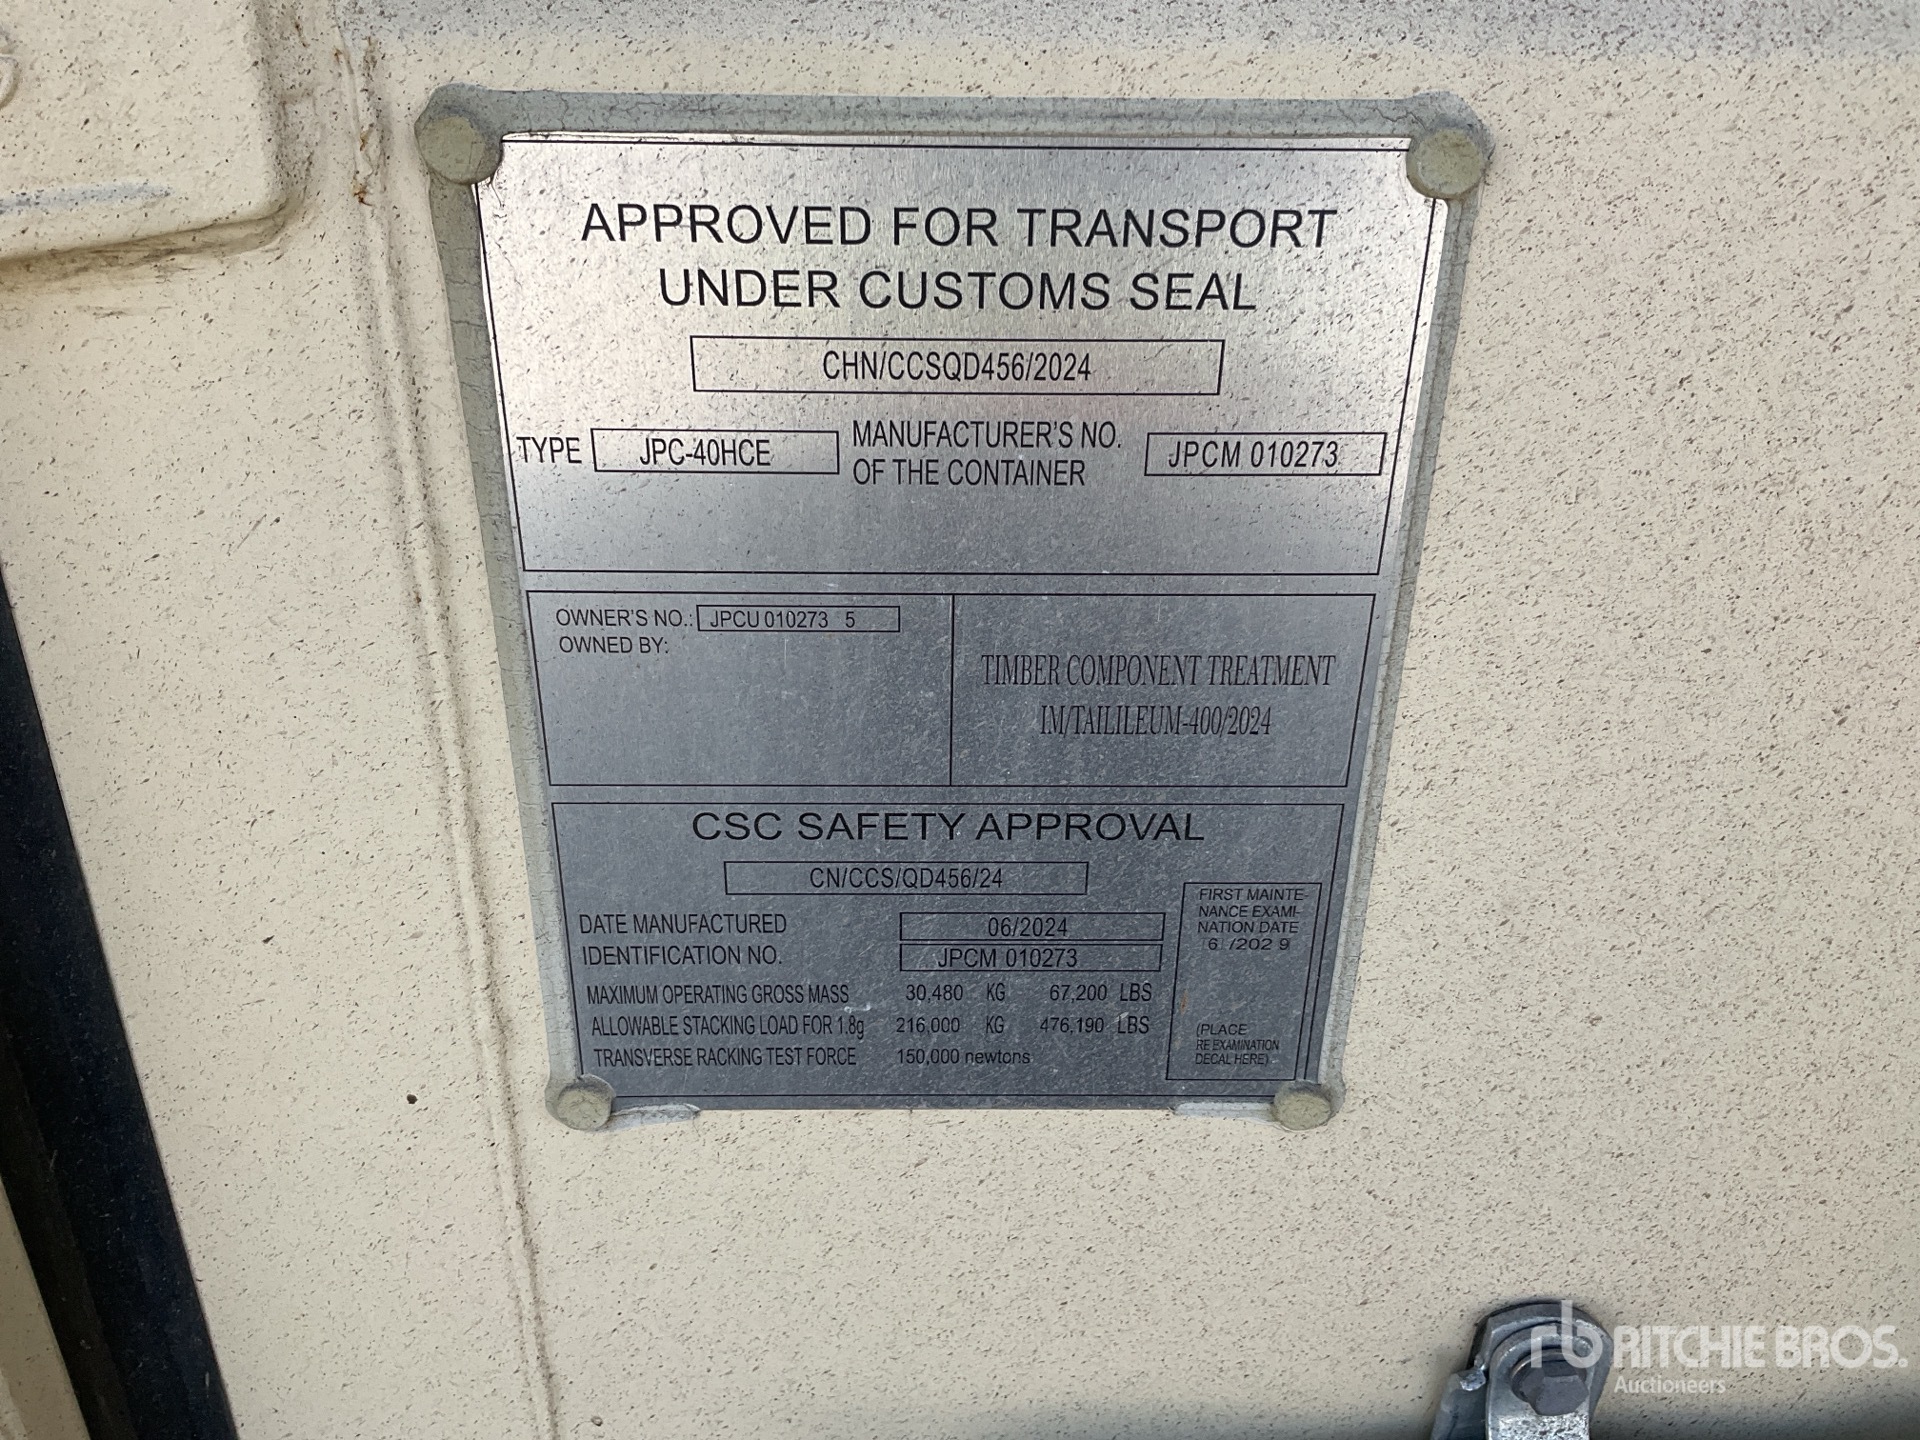 APPROVED FOR TRANSPORT
UNDER CUSTOMS SEAL
CHN/CCSQD456/2024
TYPE JPC-40HCE
MANUFACTURER'S NO.
OF THE CONTAINER
JPCM 010273
OWNER'S NO.: JPCU 010273 5
OWNED BY:
TIMBER COMPONENT TREATMENT
IM/TAILILEUM-400/2024
CSC SAFETY APPROVAL
CN/CCS/QD456/24
DATE MANUFACTURED 06/2024
IDENTIFICATION NO. JPCM 010273
MAXIMUM OPERATING GROSS MASS 30,480 KG 67,200 LBS
ALLOWABLE STACKING LOAD FOR 1.8g 216,000 KG 476,190 LBS
TRANSVERSE RACKING TEST FORCE 150,000 newtons
FIRST MAINTE-
NANCE EXAMI-
NATION DATE
6 /202 9
(PLACE
RE EXAMINATION
DECAL HERE)
rb RITCHIE BROS.
Auctioneers